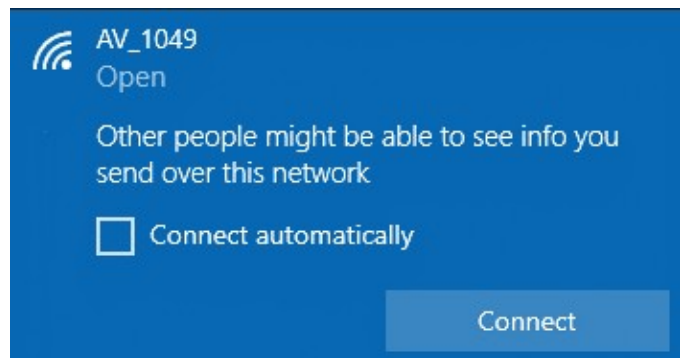 AV_1049
Open
Other people might be able to see info you
send over this network
Connect automatically
Connect